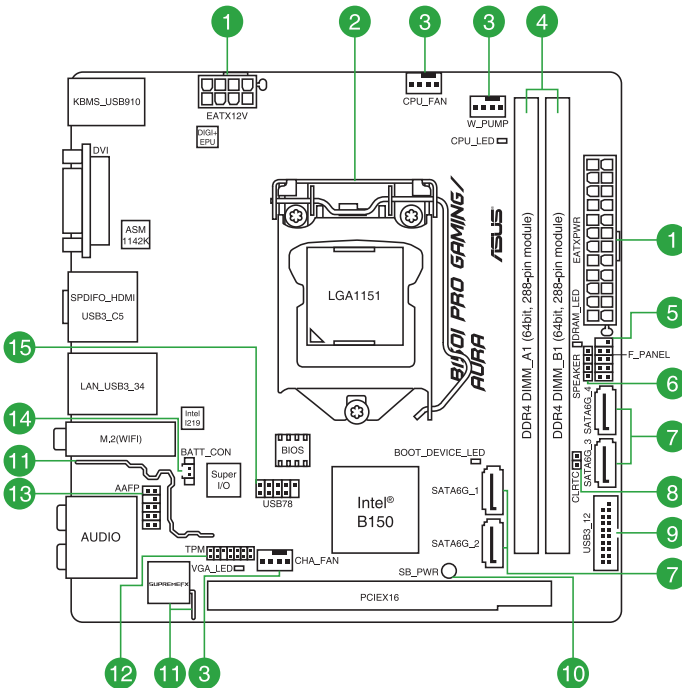 1
2
3
3
4
KBMS_USB910
EATX12V
CPU_FAN
W_PUMP
DIGI+
EPU
CPU_LED
DVI
ASM
1142K
LGA1151
B150I PRO GAMING/
AURA
ASUS
DDR4 DIMM_A1 (64bit, 288-pin module)
DDR4 DIMM_B1 (64bit, 288-pin module)
EATXPWR
1
SPDIFO_HDMI
USB3_C5
DRAM_LED
5
F_PANEL
SPEAKER
6
15
LAN_USB3_34
14
Intel
I219
SATA6G_4
7
M.2(WIFI)
BATT_CON
BIOS
BOOT_DEVICE_LED
SATA6G_3
11
Super
I/O
13
AAFP
USB78
Intel®
B150
SATA6G_1
CLRTC
8
AUDIO
SATA6G_2
USB3_12
9
TPM
VGA_LED
CHA_FAN
SB_PWR
7
SUPREMEFX
PCIEX16
12
11
3
10